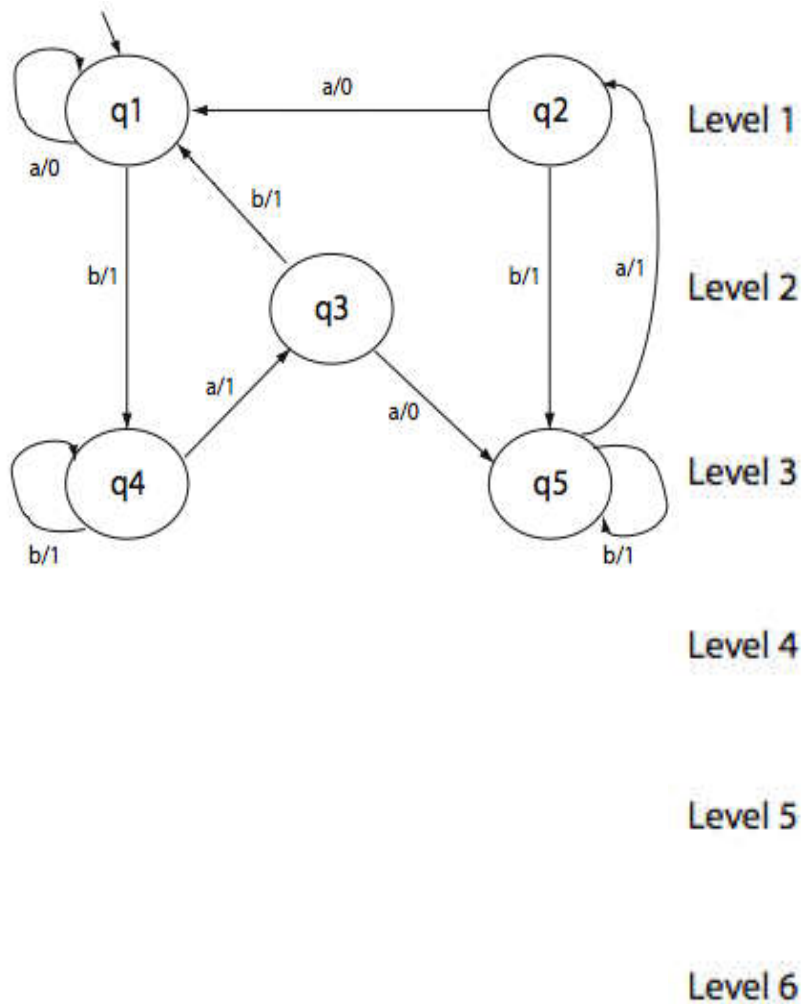 q1
a/0
q2
Level 1
a/0
b/1
b/1
q3
b/1
a/1
Level 2
a/1
a/0
q4
q5
Level 3
b/1
b/1
Level 4
Level 5
Level 6